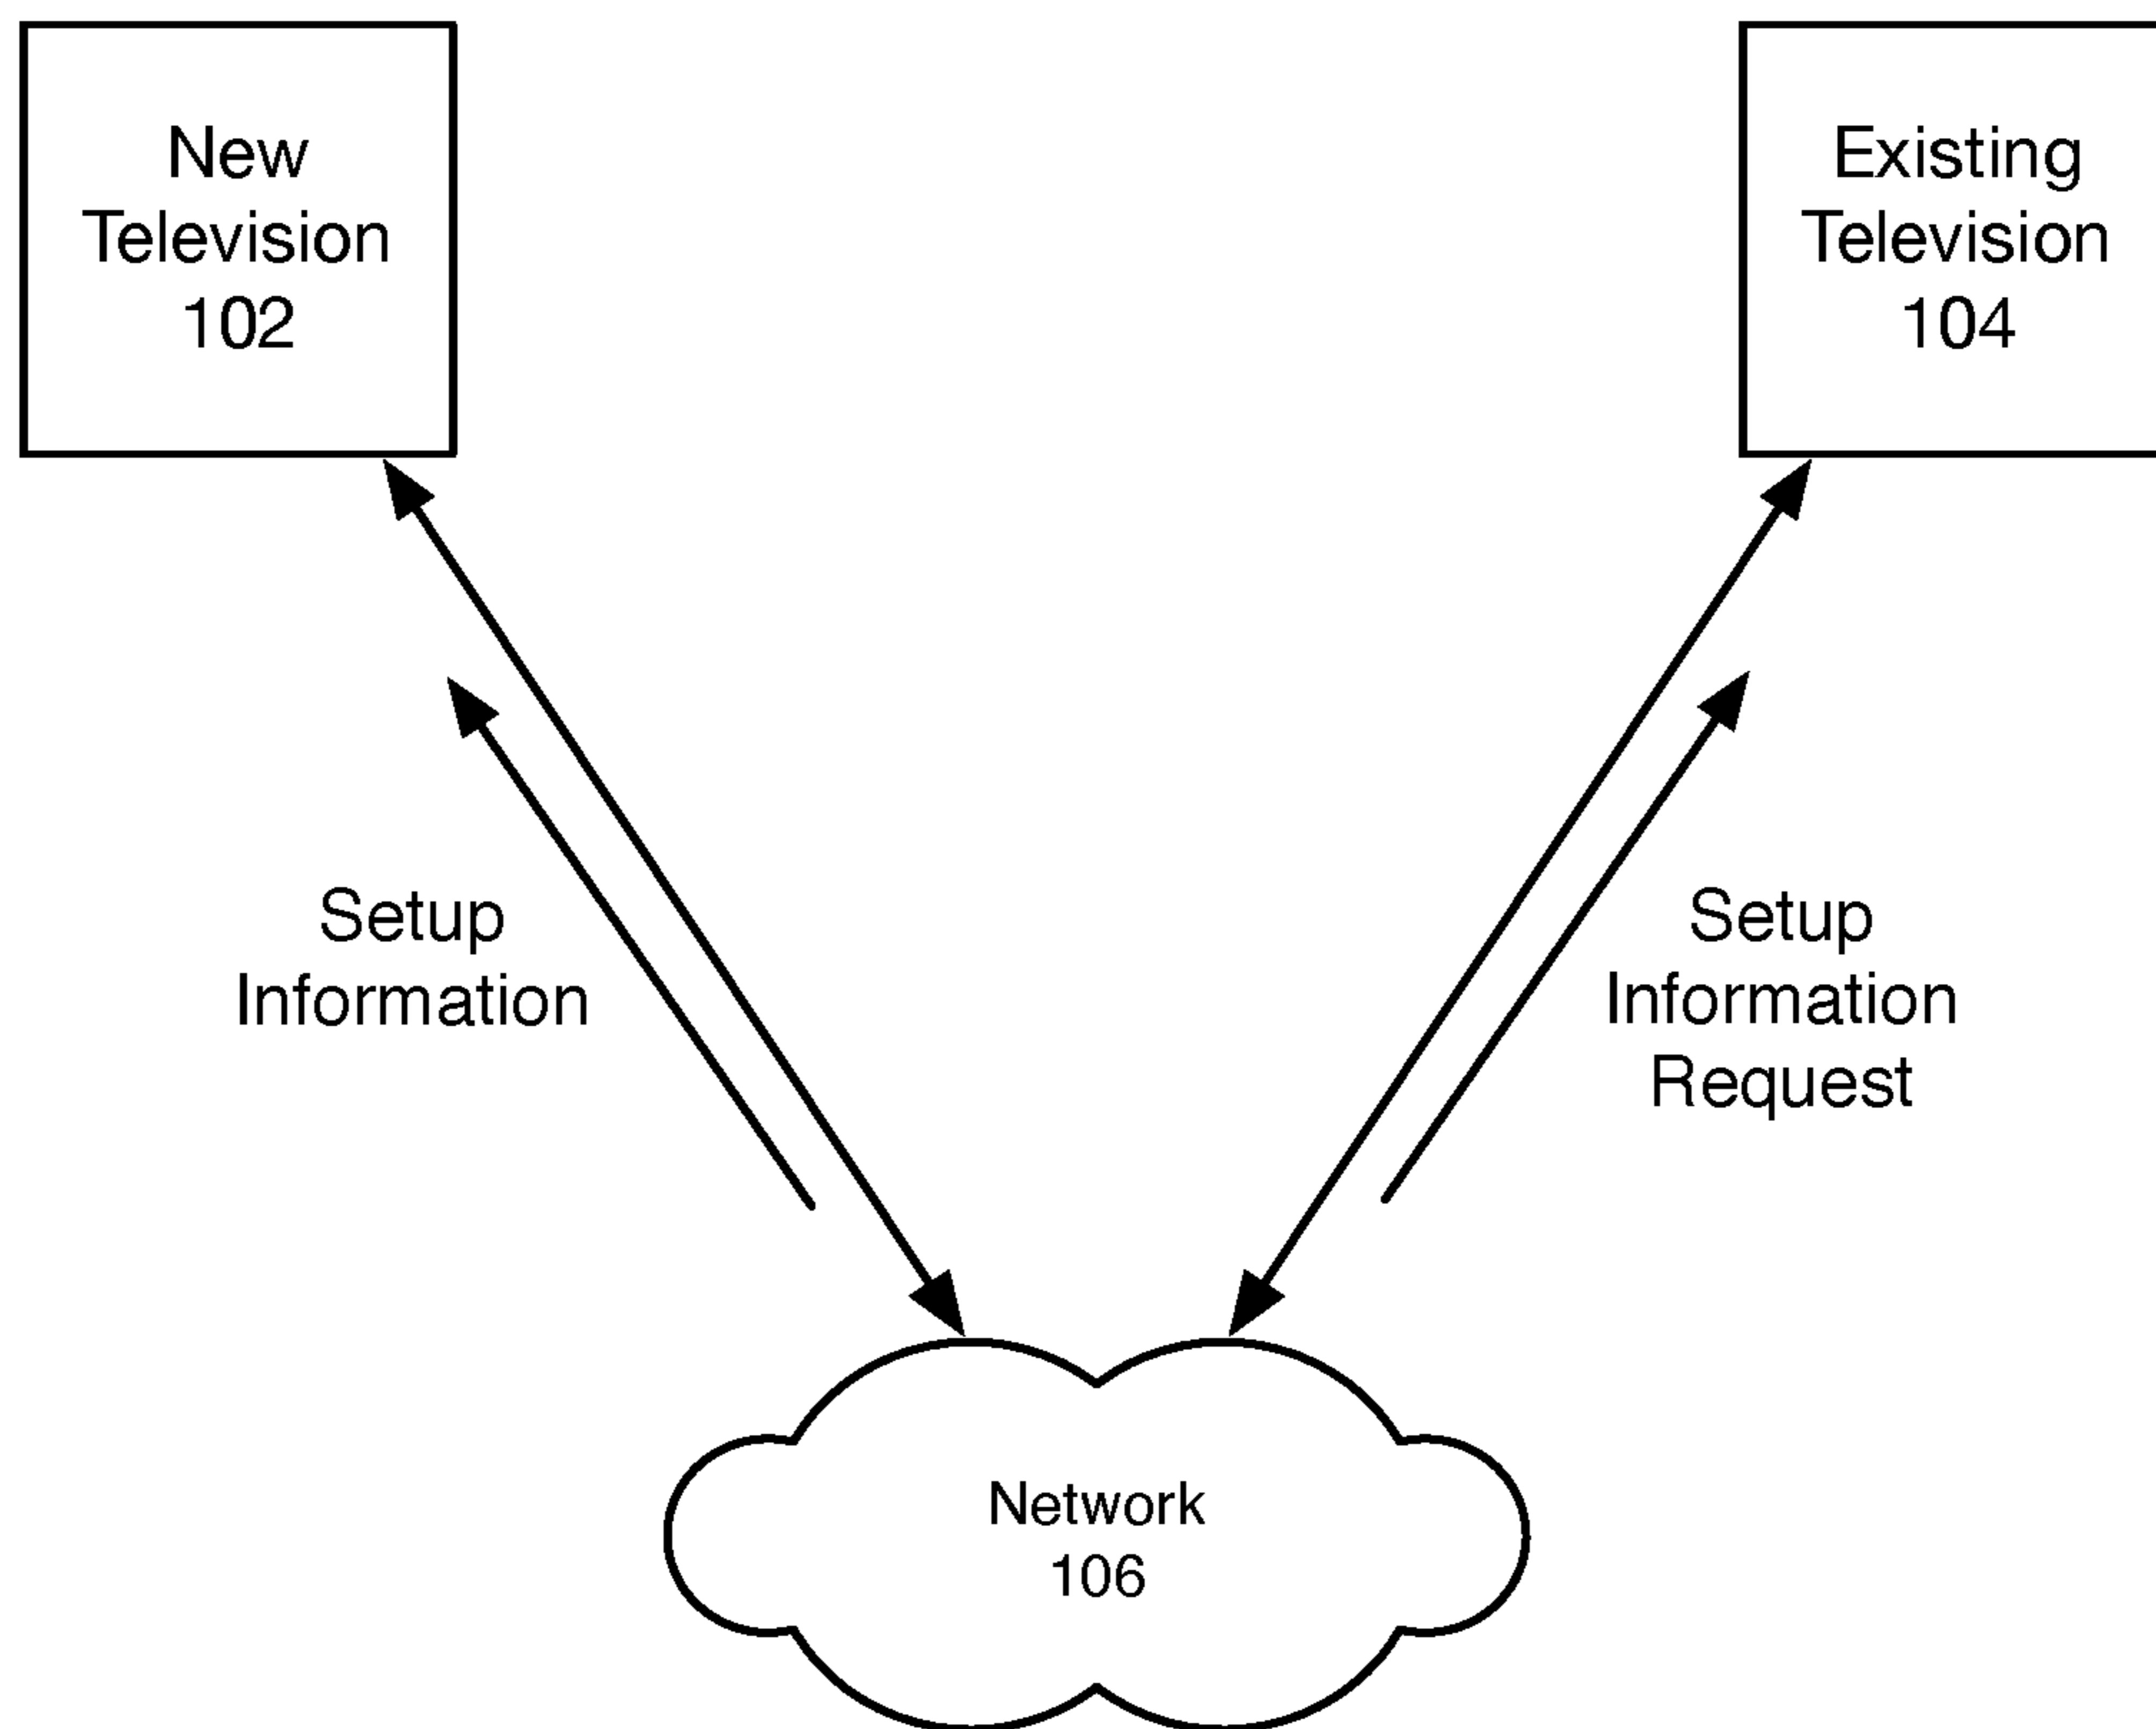 New
Television
102
Existing
Television
104
Setup
Information
Setup
Information
Request
Network
106